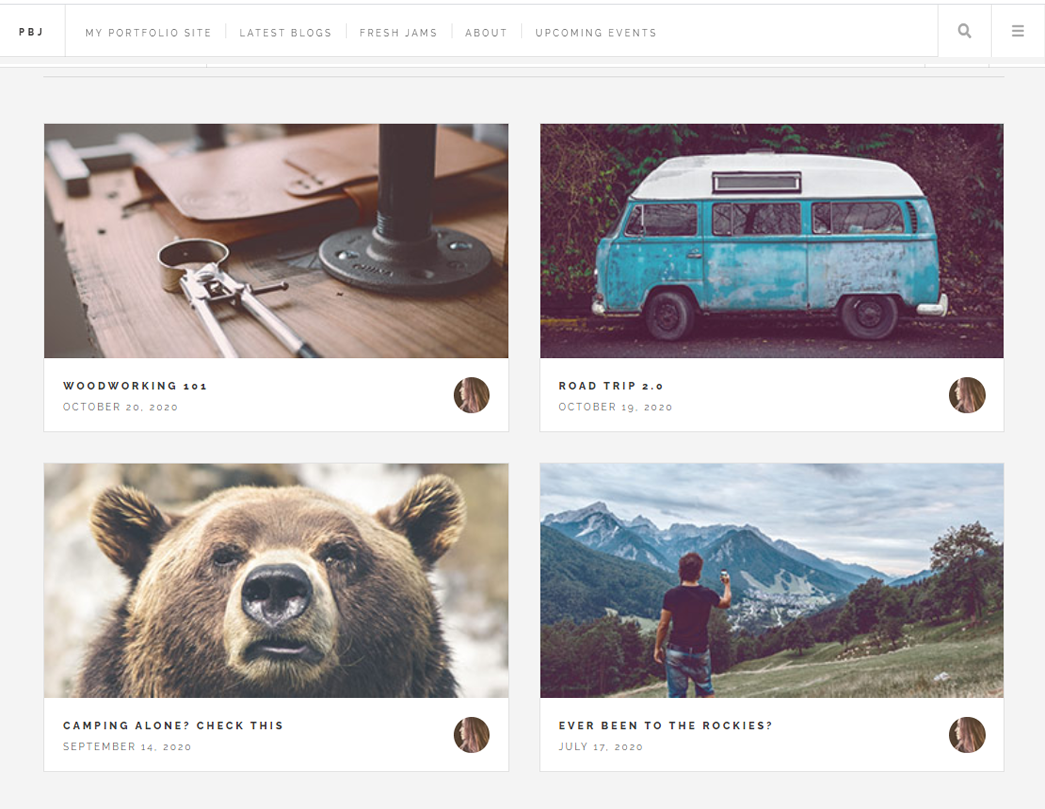 PBJ MY PORTFOLIO SITE LATEST BLOGS FRESH JAMS ABOUT UPCOMING EVENTS
CHINA
WOODWORKING 101
OCTOBER 20, 2020
ROAD TRIP 2.0
OCTOBER 19, 2020
CAMPING ALONE? CHECK THIS
SEPTEMBER 14, 2020
EVER BEEN TO THE ROCKIES?
JULY 17, 2020